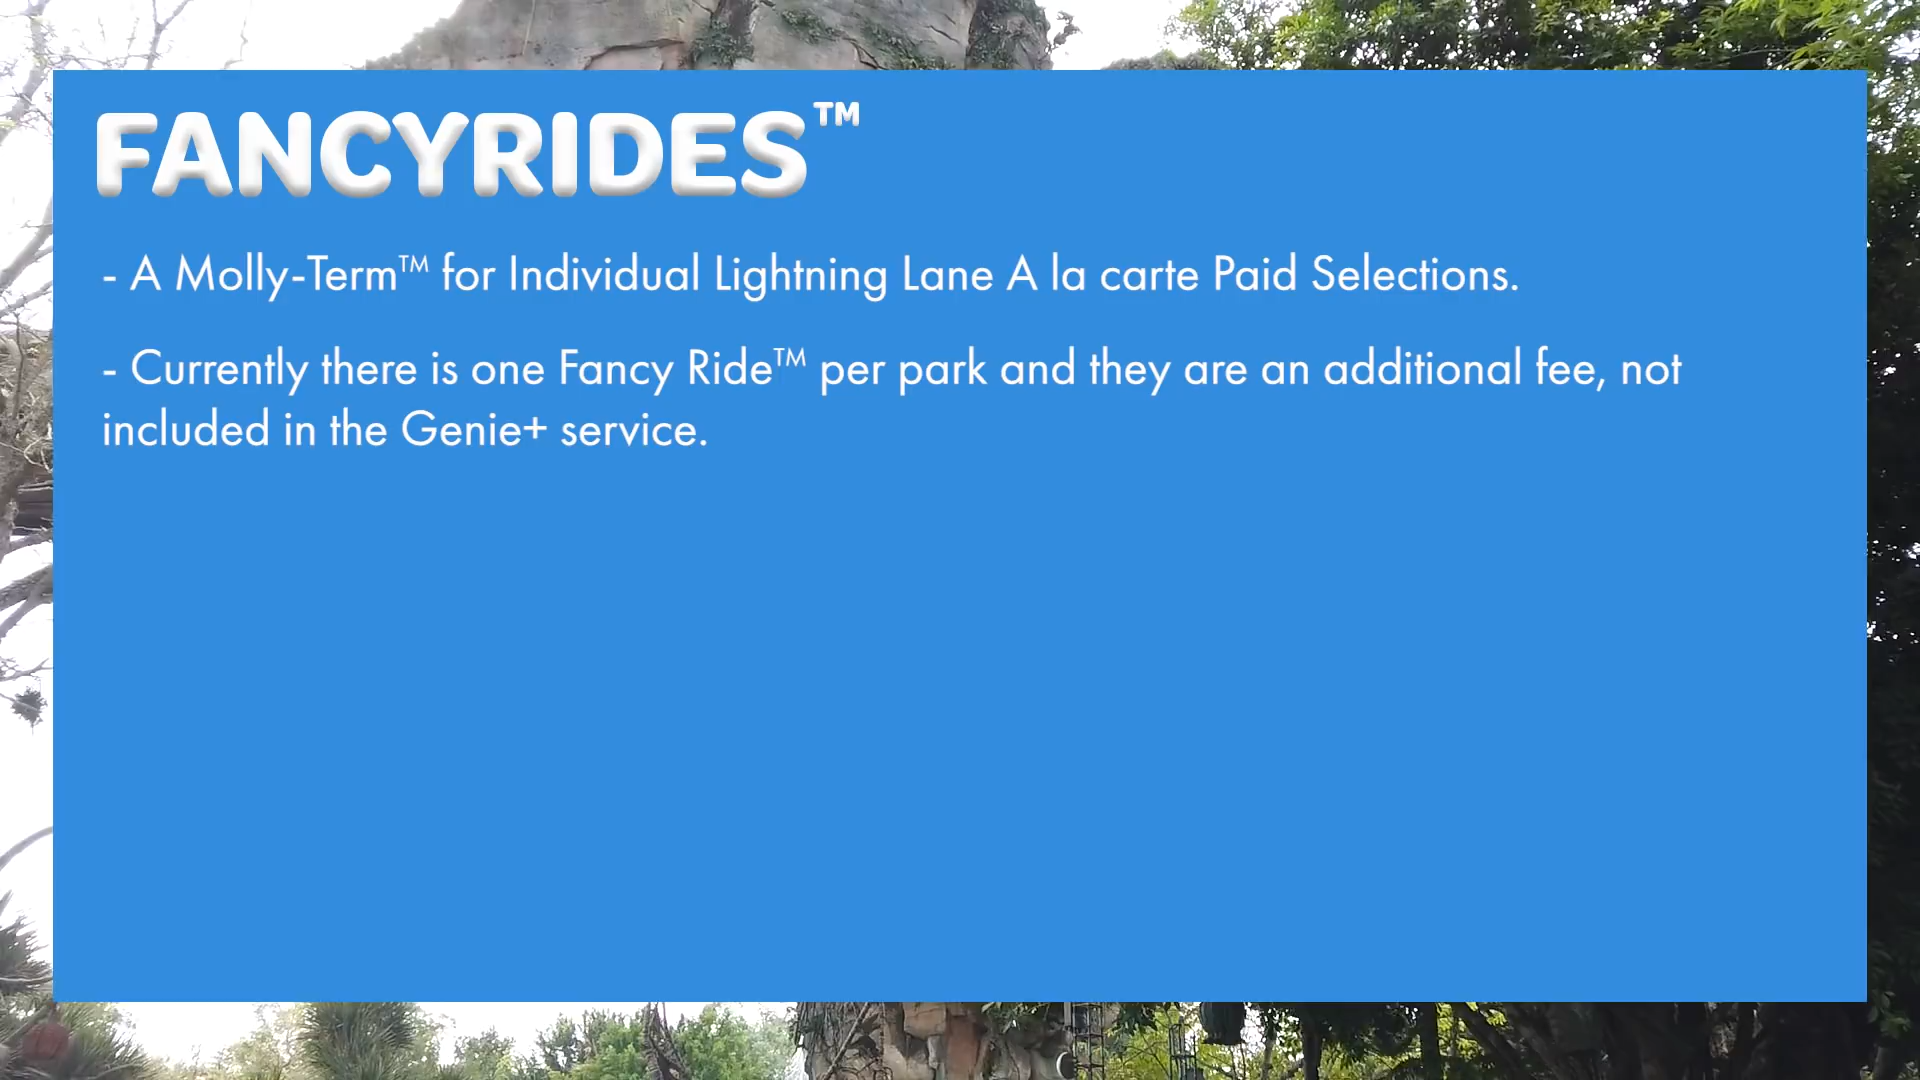 FANCYRIDES™
- A Molly-Term™ for Individual Lightning Lane A la carte Paid Selections.
- Currently there is one Fancy Ride™ per park and they are an additional fee, not
included in the Genie+ service.